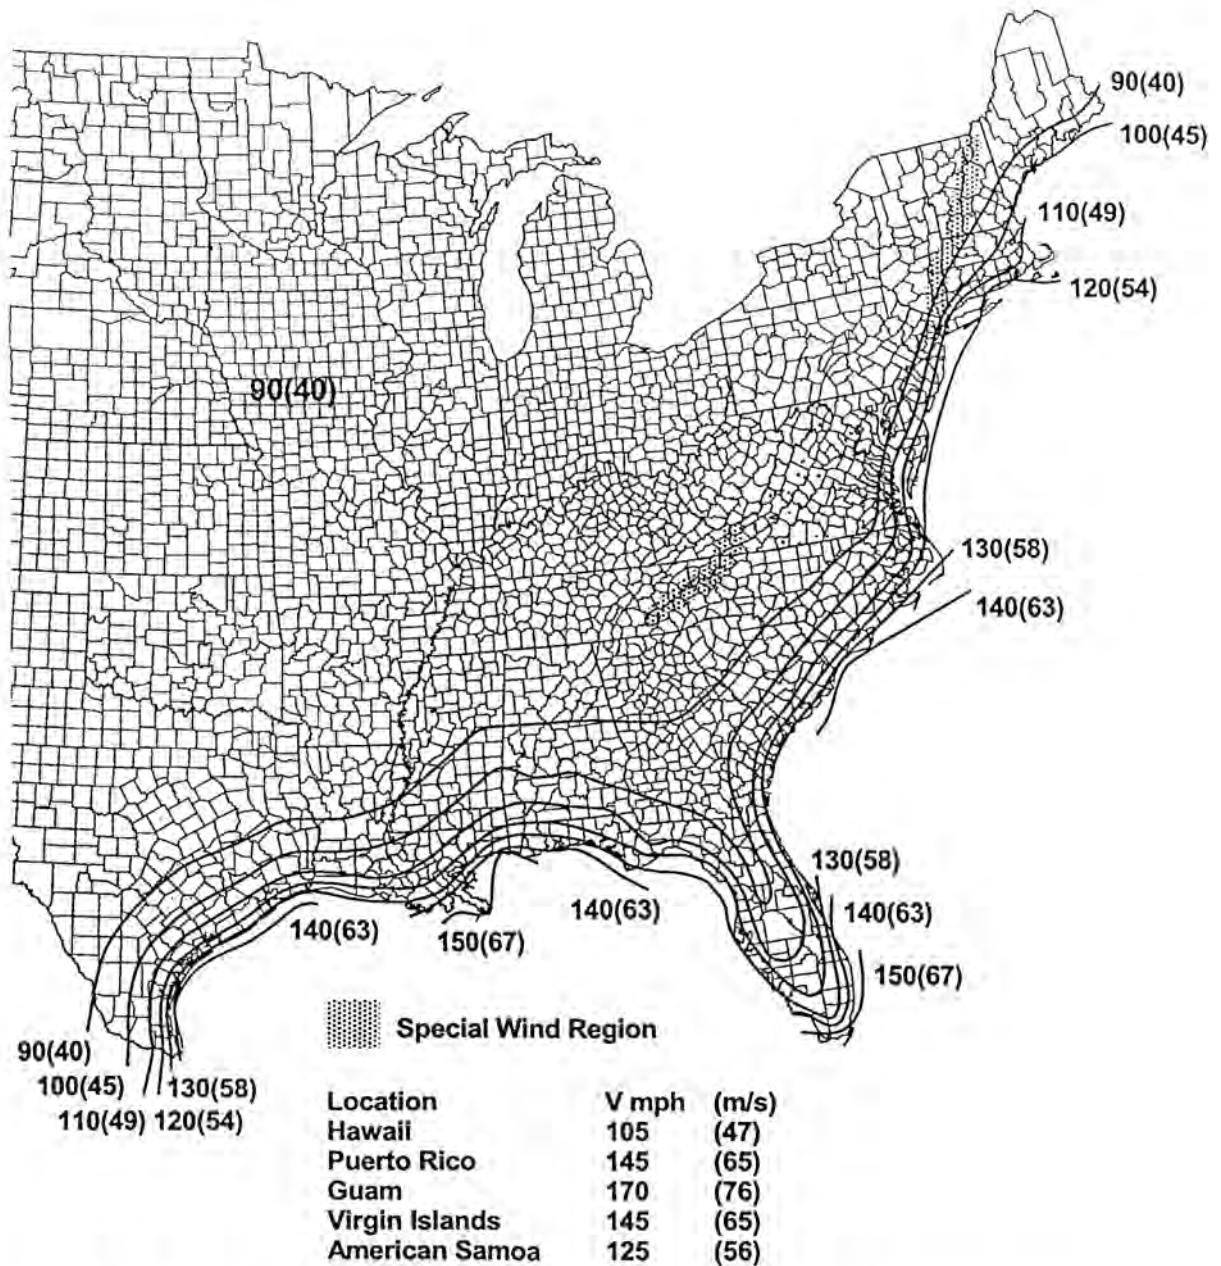 90(40)
100(45)
110(49)
120(54)
90(40)
130(58)
140(63)
130(58)
140(63)
140(63)
140(63)
150(67)
150(67)
Special Wind Region
90(40)
100(45)
130(58)
110(49)
120(54)
Location V mph (m/s)
Hawaii 105 (47)
Puerto Rico 145 (65)
Guam 170 (76)
Virgin Islands 145 (65)
American Samoa 125 (56)